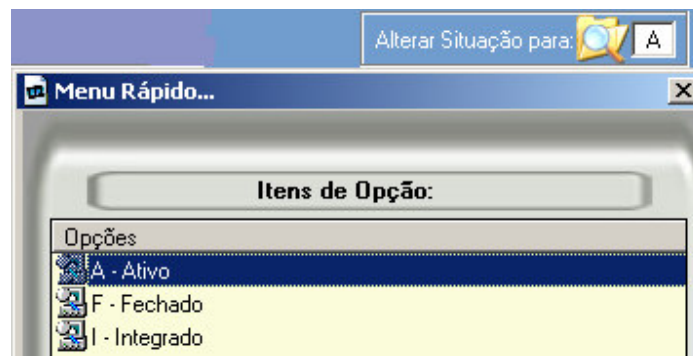 Alterar Situação para: A
Menu Rápido...
Itens de Opção:
Opções
A - Ativo
F - Fechado
I - Integrado